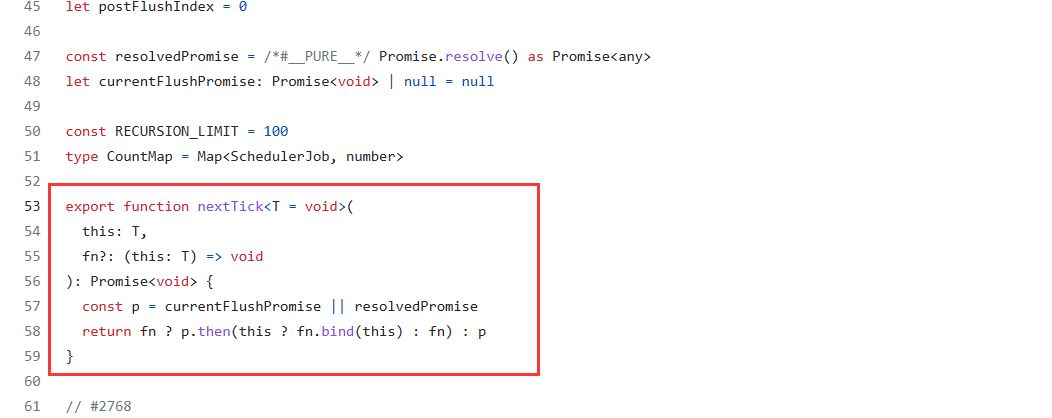 45 let postFlushIndex = 0
46
47 const resolvedPromise = /*#__PURE__*/ Promise.resolve() as Promise<any>
48 let currentFlushPromise: Promise<void> | null = null
49
50 const RECURSION_LIMIT = 100
51 type CountMap = Map<SchedulerJob, number>
52
53 export function nextTick<T = void>(
54   this: T,
55   fn?: (this: T) => void
56 ): Promise<void> {
57   const p = currentFlushPromise || resolvedPromise
58   return fn ? p.then(this ? fn.bind(this) : fn) : p
59 }
60
61 // #2768